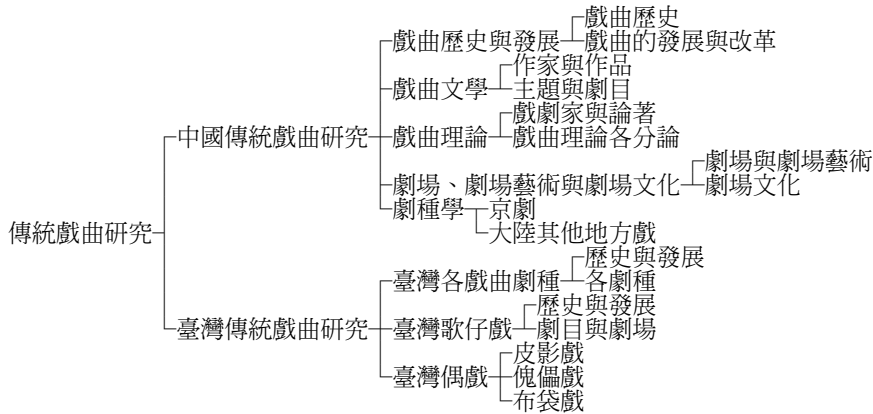 戲曲歷史
戲曲歷史與發展
戲曲的發展與改革
作家與作品
戲曲文學
主題與劇目
戲劇家與論著
中國傳統戲曲研究
戲曲理論
戲曲理論各分論
劇場與劇場藝術
劇場、劇場藝術與劇場文化
劇場文化
劇種學
京劇
傳統戲曲研究
大陸其他地方戲
歷史與發展
臺灣各戲曲劇種
各劇種
歷史與發展
臺灣傳統戲曲研究
臺灣歌仔戲
劇目與劇場
皮影戲
臺灣偶戲
傀儡戲
布袋戲